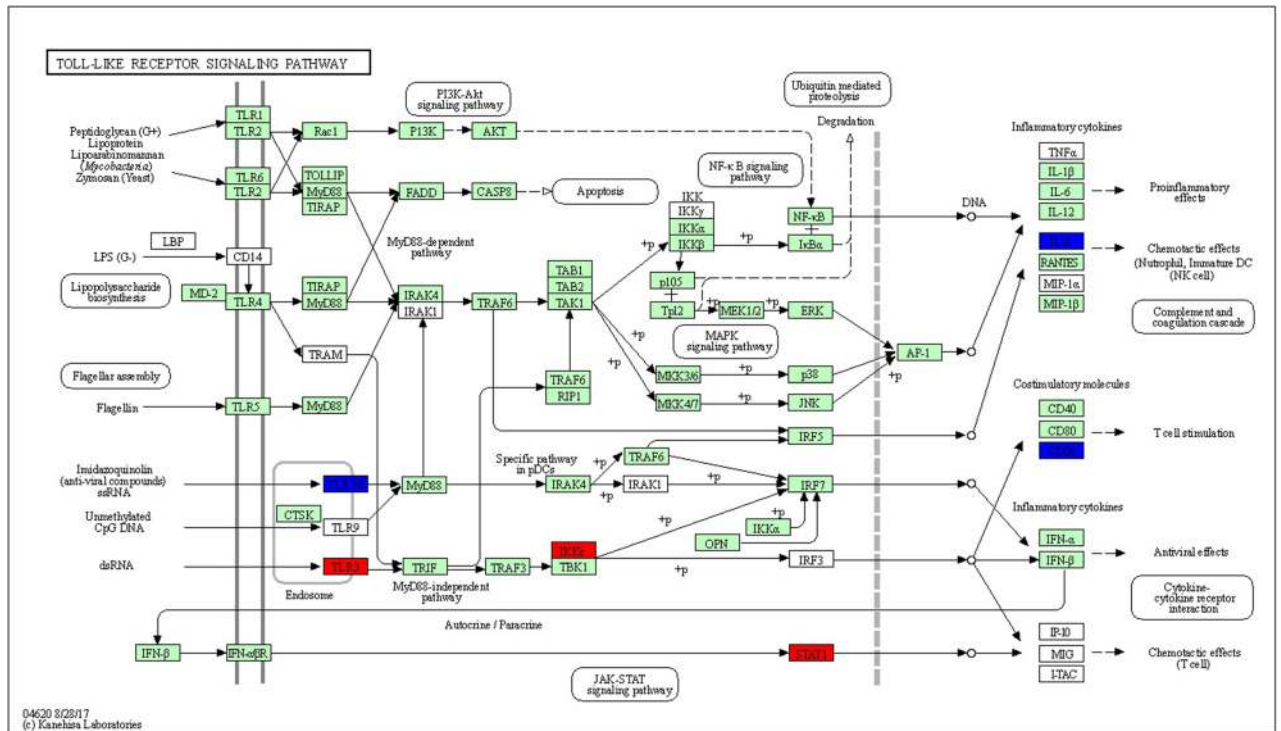 TOLL-LIKE RECEPTOR SIGNALING PATHWAY
PI3K-Akt
signaling pathway
Ubiquitin mediated
proteolysis
Degradation
TLR1
TLR2
Rac1
PI3K
AKT
Peptidoglycan (G+)
Lipoprotein
Lipoarabinomannan
(Mycobacteria)
Zymosan (Yeast)
TLR6
TLR2
TOLLIP
MyD88
TIRAP
FADD
CASP8
Apoptosis
NF-κB signaling
pathway
IKK
IKKγ
IKKα
IKKβ
+p
+p
NF-κB
IκBα
DNA
Inflammatory cytokines
TNFα
IL-1β
IL-6
IL-12
Proinflammatory
effects
RANTES
MIP-1α
MIP-1β
Chemotactic effects
(Nutrophil, Immature DC
(NK cell)
Complement and
coagulation cascade
LBP
LPS (G-)
CD14
MyD88-dependent
pathway
Lipopolysaccharide
biosynthesis
MD-2
TLR4
TIRAP
MyD88
IRAK4
IRAK1
TRAF6
TAB1
TAB2
TAK1
p105
Tpl2
+p
MEK1/2
+p
ERK
MAPK
signaling pathway
TRAM
AP-1
+p
+p
+p
MKK3/6
+p
p38
MKK4/7
+p
JNK
Flagellar assembly
Flagellin
TLR5
MyD88
TRAF6
RIP1
IRF5
Costimulatory molecules
CD40
CD80
T cell stimulation
Imidazoquinolin
(anti-viral compounds)
ssRNA
MyD88
Specific pathway
in pDCs
IRAK4
+p
+p
TRAF6
IRAK1
+p
+p
IRF7
Unmethylated
CpG DNA
CTSK
TLR9
+p
+p
IKKα
OPN
Inflammatory cytokines
IFN-α
IFN-β
Antiviral effects
dsRNA
TLR3
TRIF
TRAF3
IKKε
TBK1
+p
IRF3
Endosome
MyD88-independent
pathway
Cytokine-
cytokine receptor
interaction
Autocrine / Paracrine
IFN-β
IFN-αβR
STAT1
JAK-STAT
signaling pathway
IP-10
MIG
I-TAC
Chemotactic effects
(T cell)
04620 8/28/17
(c) Kanehisa Laboratories